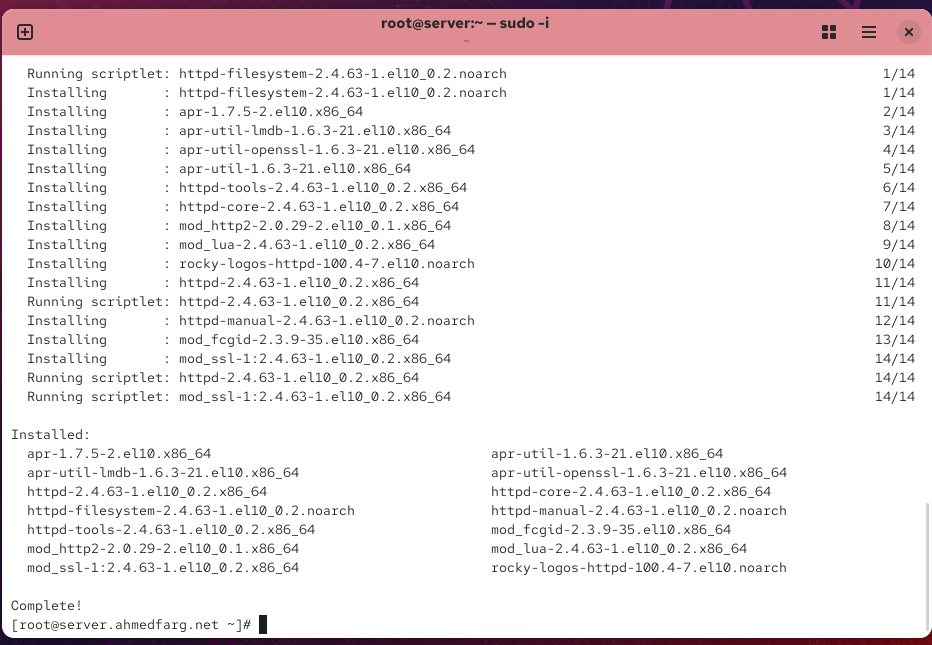 root@server:~ — sudo -i
~
Running scriptlet: httpd-filesystem-2.4.63-1.el10_0.2.noarch 1/14
Installing : httpd-filesystem-2.4.63-1.el10_0.2.noarch 1/14
Installing : apr-1.7.5-2.el10.x86_64 2/14
Installing : apr-util-lmdb-1.6.3-21.el10.x86_64 3/14
Installing : apr-util-openssl-1.6.3-21.el10.x86_64 4/14
Installing : apr-util-1.6.3-21.el10.x86_64 5/14
Installing : httpd-tools-2.4.63-1.el10_0.2.x86_64 6/14
Installing : httpd-core-2.4.63-1.el10_0.2.x86_64 7/14
Installing : mod_http2-2.0.29-2.el10_0.1.x86_64 8/14
Installing : mod_lua-2.4.63-1.el10_0.2.x86_64 9/14
Installing : rocky-logos-httpd-100.4-7.el10.noarch 10/14
Installing : httpd-2.4.63-1.el10_0.2.x86_64 11/14
Running scriptlet: httpd-2.4.63-1.el10_0.2.x86_64 11/14
Installing : httpd-manual-2.4.63-1.el10_0.2.noarch 12/14
Installing : mod_fcgid-2.3.9-35.el10.x86_64 13/14
Installing : mod_ssl-1:2.4.63-1.el10_0.2.x86_64 14/14
Running scriptlet: httpd-2.4.63-1.el10_0.2.x86_64 14/14
Running scriptlet: mod_ssl-1:2.4.63-1.el10_0.2.x86_64 14/14
Installed:
apr-1.7.5-2.el10.x86_64 apr-util-1.6.3-21.el10.x86_64
apr-util-lmdb-1.6.3-21.el10.x86_64 apr-util-openssl-1.6.3-21.el10.x86_64
httpd-2.4.63-1.el10_0.2.x86_64 httpd-core-2.4.63-1.el10_0.2.x86_64
httpd-filesystem-2.4.63-1.el10_0.2.noarch httpd-manual-2.4.63-1.el10_0.2.noarch
httpd-tools-2.4.63-1.el10_0.2.x86_64 mod_fcgid-2.3.9-35.el10.x86_64
mod_http2-2.0.29-2.el10_0.1.x86_64 mod_lua-2.4.63-1.el10_0.2.x86_64
mod_ssl-1:2.4.63-1.el10_0.2.x86_64 rocky-logos-httpd-100.4-7.el10.noarch
Complete!
[root@server.ahmedfarg.net ~]#